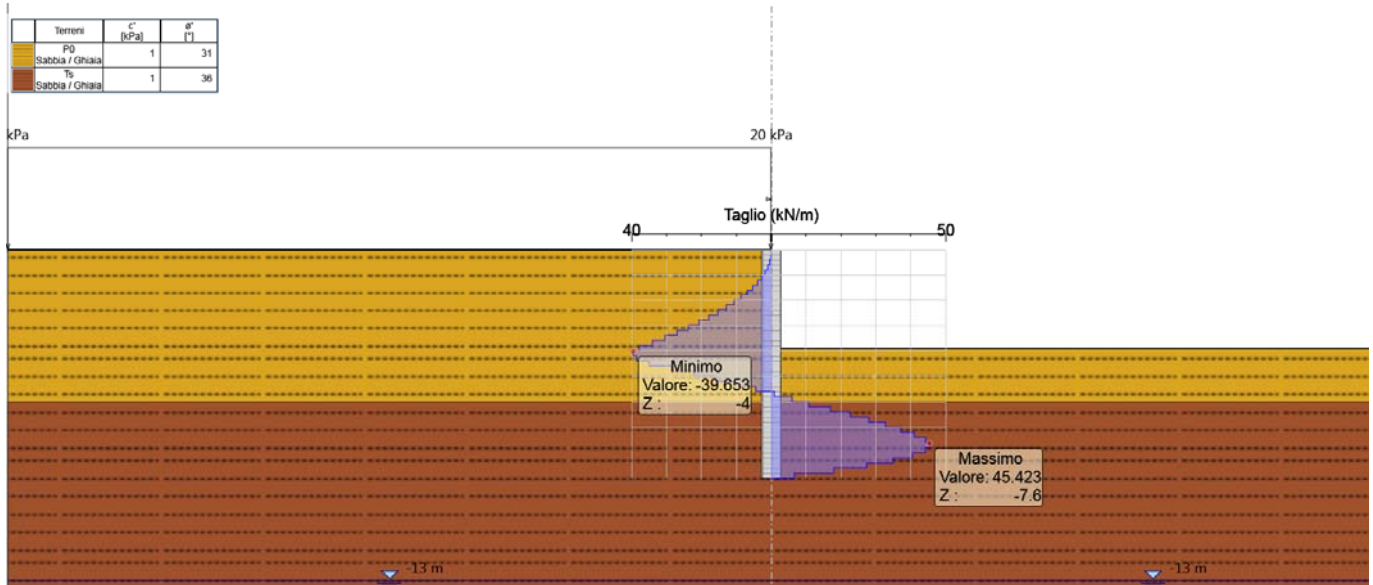 Terreni c' ø'
[kPa] [°]
P0
Sabbia / Ghiaia 1 31
Ts
Sabbia / Ghiaia 1 36
kPa 20 kPa
Taglio (kN/m)
40 50
Minimo
Valore: -39.653
Z : -4
Massimo
Valore: 45.423
Z : -7.6
-13 m -13 m